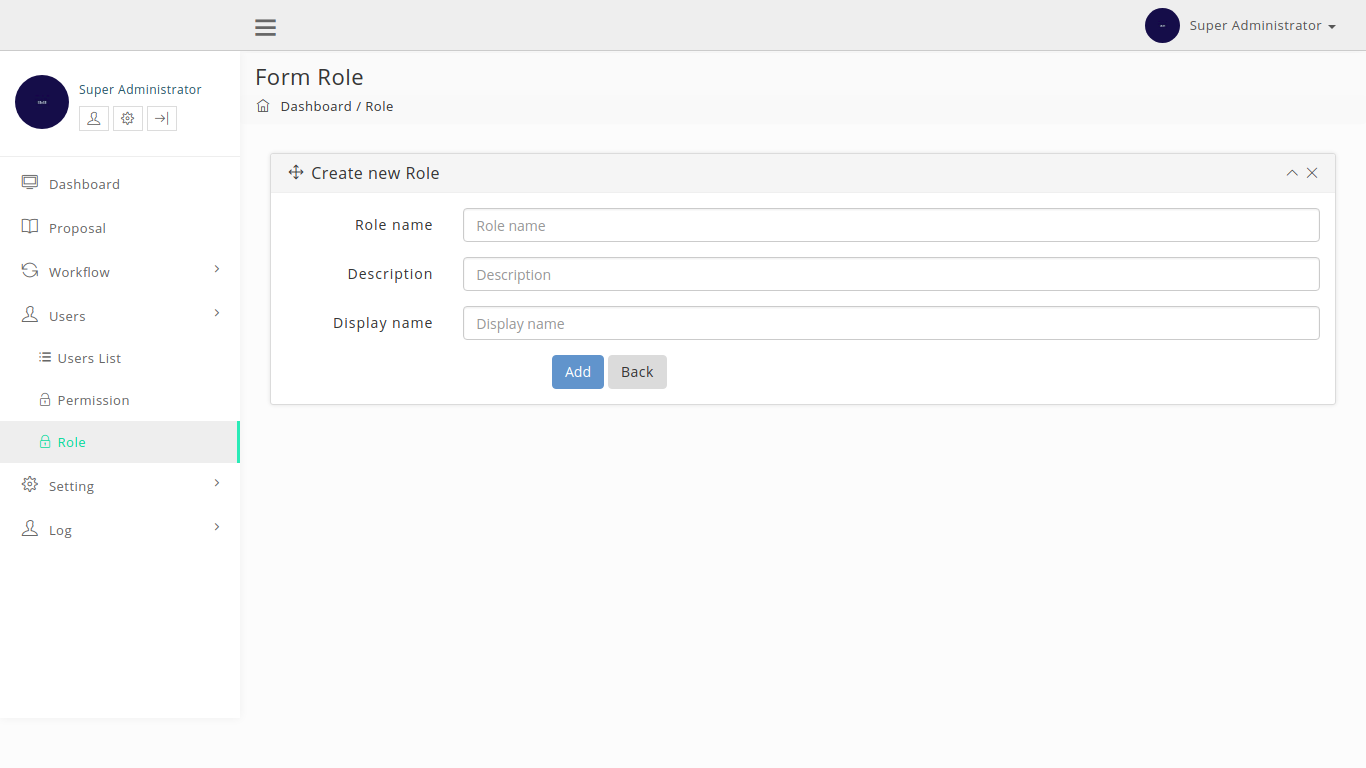 Super Administrator
Super Administrator
Form Role
Dashboard / Role
Dashboard
Proposal
Workflow
Users
Users List
Permission
Role
Setting
Log
Create new Role
Role name
Role name
Description
Description
Display name
Display name
Add Back